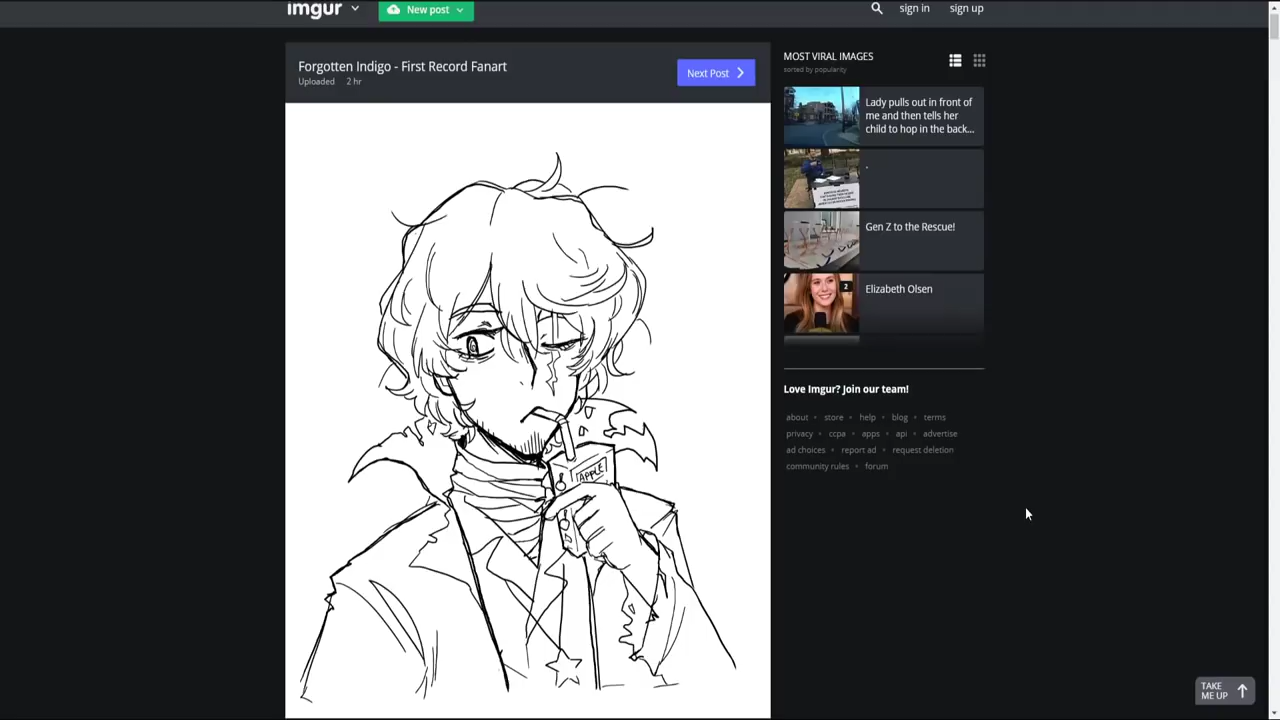 imgur
New post
sign in
sign up
Forgotten Indigo - First Record Fanart
Uploaded 2 hr
Next Post
APPLE
MOST VIRAL IMAGES
sorted by popularity
Lady pulls out in front of
me and then tells her
child to hop in the back...
.
Gen Z to the Rescue!
2
Elizabeth Olsen
Love Imgur? Join our team!
about • store • help • blog • terms
privacy • ccpa • apps • api • advertise
ad choices • report ad • request deletion
community rules • forum
TAKE
ME UP